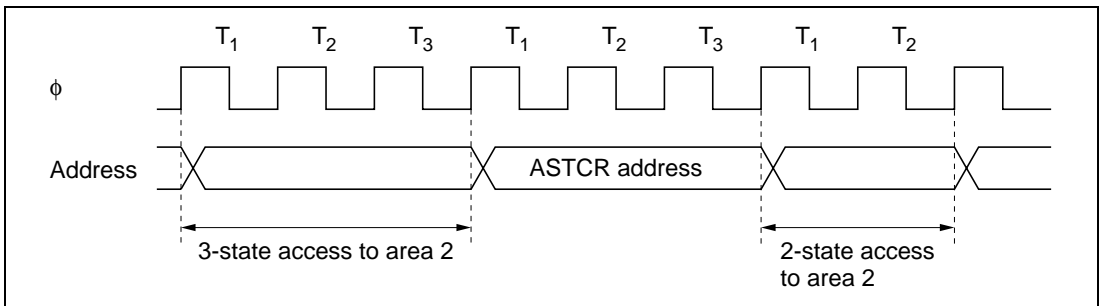 T₁ T₂ T₃ T₁ T₂ T₃ T₁ T₂
ϕ
Address ASTCR address
3-state access to area 2
2-state access
to area 2